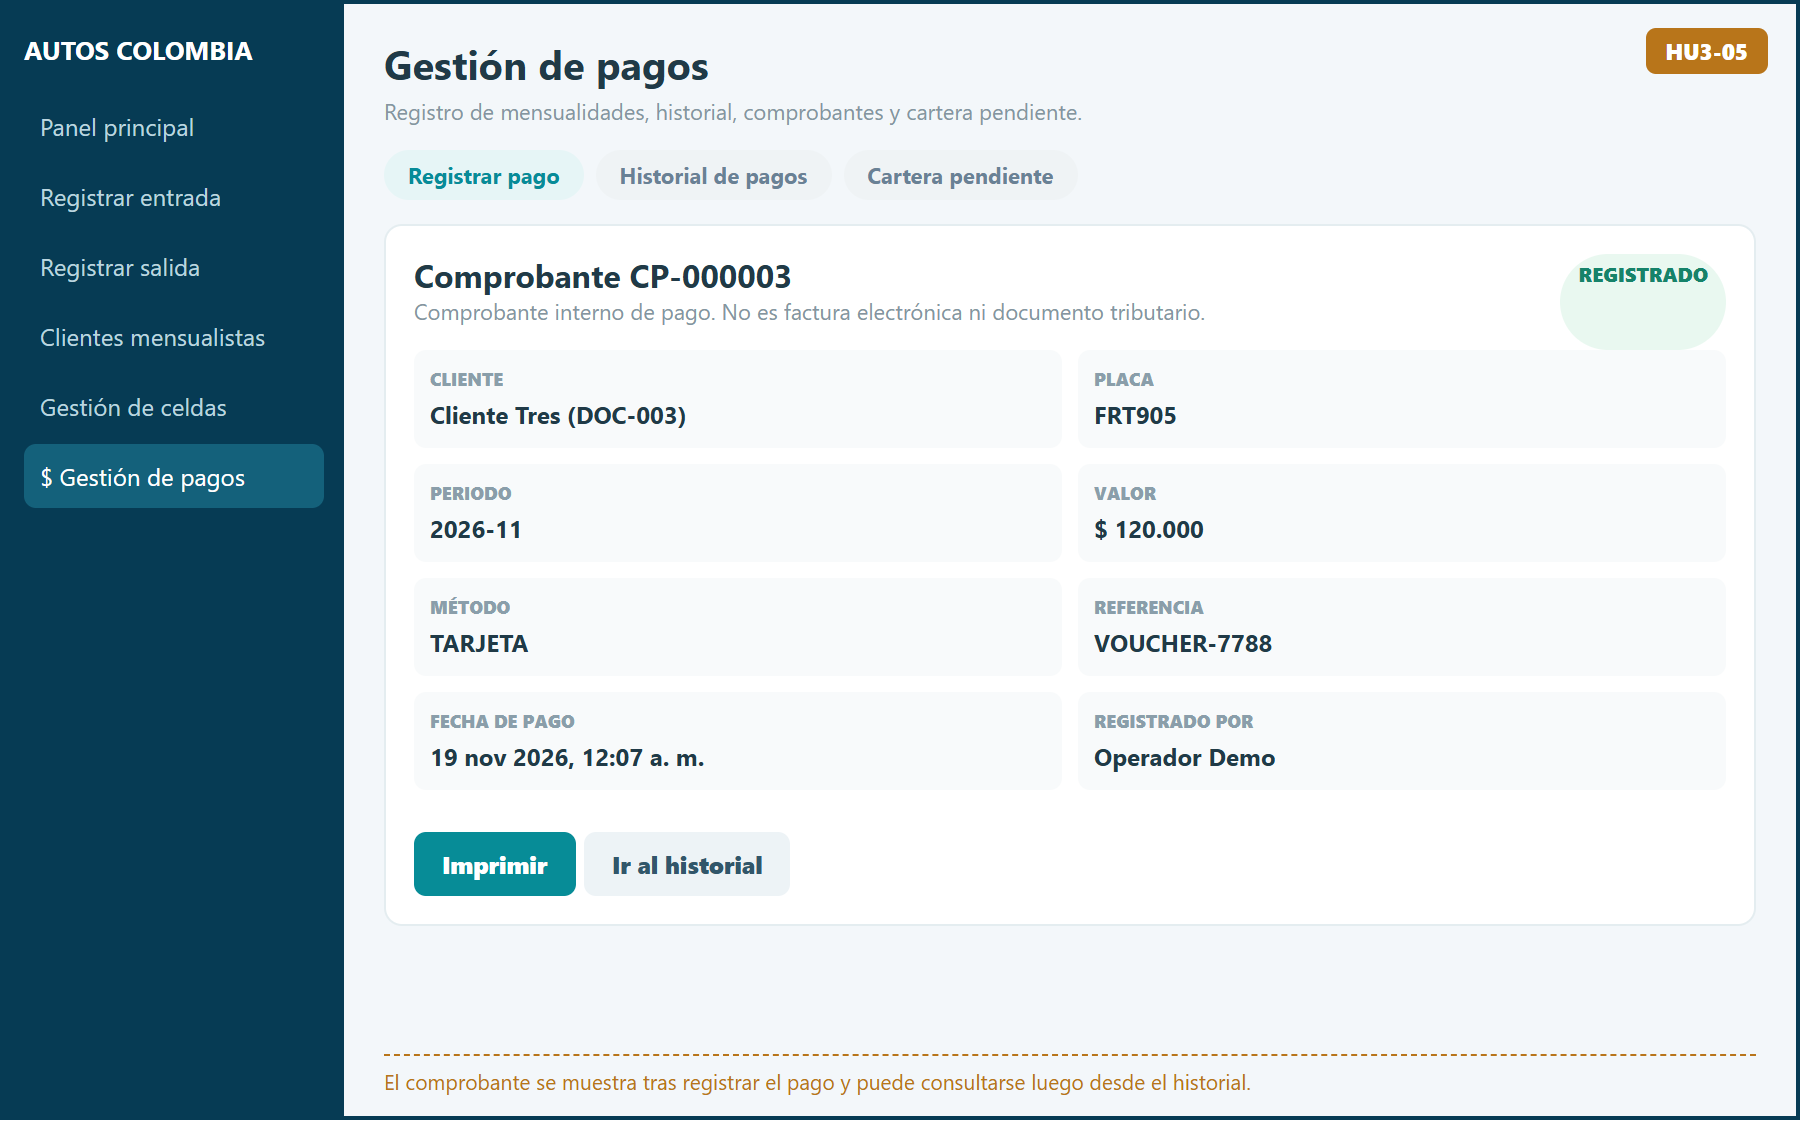 AUTOS COLOMBIA
Panel principal
Registrar entrada
Registrar salida
Clientes mensualistas
Gestión de celdas
$ Gestión de pagos
Gestión de pagos
HU3-05
Registro de mensualidades, historial, comprobantes y cartera pendiente.
Registrar pago
Historial de pagos
Cartera pendiente
Comprobante CP-000003
REGISTRADO
Comprobante interno de pago. No es factura electrónica ni documento tributario.
CLIENTE
Cliente Tres (DOC-003)
PLACA
FRT905
PERIODO
2026-11
VALOR
$ 120.000
MÉTODO
TARJETA
REFERENCIA
VOUCHER-7788
FECHA DE PAGO
19 nov 2026, 12:07 a. m.
REGISTRADO POR
Operador Demo
Imprimir
Ir al historial
El comprobante se muestra tras registrar el pago y puede consultarse luego desde el historial.